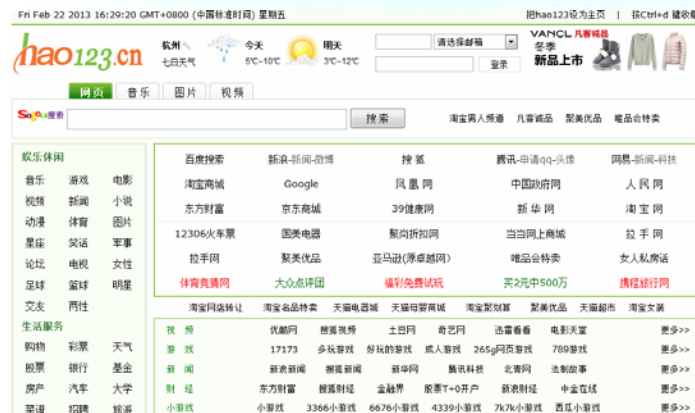 Fri Feb 22 2013 16:29:20 GMT+0800 (中国标准时间) 星期五 把hao123设为主页 | 按Ctrl+d
hao123.cn
杭州 今天 明天 请选择邮箱
七日天气 5℃~10℃ 3℃~12℃ 登录
VANCL 凡客诚品
冬季
新品上市
网页 音乐 图片 视频
Sogou搜索 搜索 淘宝男人频道 凡客诚品 聚美优品 唯品会特卖
娱乐休闲
音乐 游戏 电影
视频 新闻 小说
动漫 体育 图片
星座 笑话 军事
论坛 电视 女性
足球 篮球 明星
交友 两性
生活服务
购物 彩票 天气
股票 银行 基金
房产 汽车 大学
菜谱 招聘 旅游
百度搜索 新浪-新闻-微博 搜狐 腾讯-申请qq-头像 网易-新闻-科技
淘宝商城 Google 凤凰网 中国政府网 人民网
东方财富 京东商城 39健康网 新华网 淘宝网
12306火车票 国美电器 聚尚折扣网 当当网上商城 拉手网
拉手网 聚美优品 亚马逊(原卓越网) 唯品会特卖 女人私房话
体育竞猜网 大众点评团 福彩免费试玩 买2元中500万 携程旅行网
淘宝网店转让 淘宝名品特卖 天猫电器城 天猫母婴商城 淘宝聚划算 聚美优品 天猫超市 淘宝女装
视频 优酷网 搜狐视频 土豆网 奇艺网 迅雷看看 电影天堂 更多>>
游戏 17173 多玩游戏 好玩的游戏 成人游戏 265g网页游戏 789游戏 更多>>
新闻 新浪新闻 搜狐新闻 新华网 腾讯科技 北青网 法制故事 更多>>
财经 东方财富 搜狐财经 金融界 股票T+0开户 新浪财经 中金在线 更多>>
小游戏 小游戏 3366小游戏 6676小游戏 4339小游戏 7k7k小游戏 西瓜小游戏 更多>>